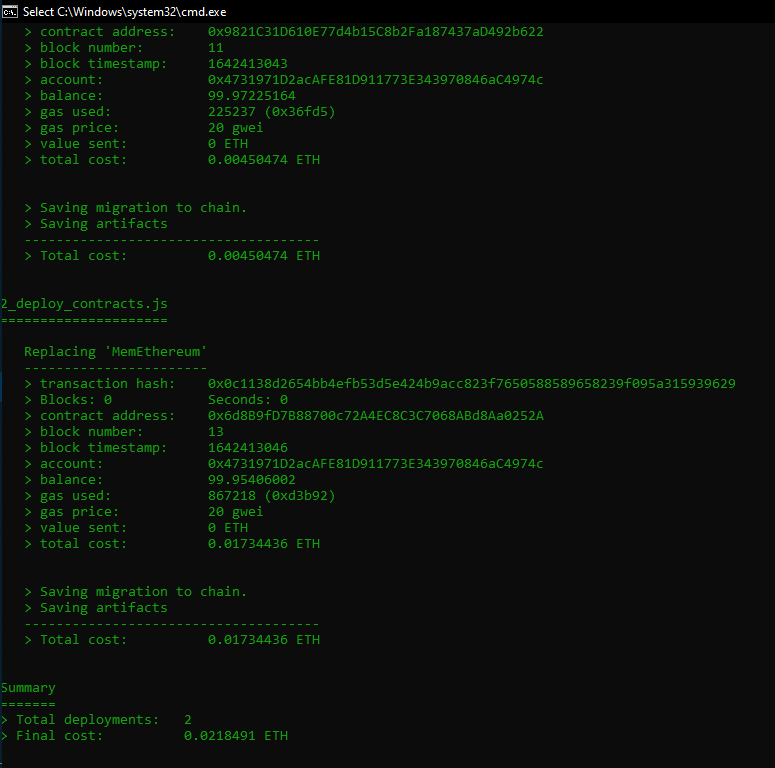 Select C:\Windows\system32\cmd.exe
> contract address:    0x9821C31D610E77d4b15C8b2Fa187437aD492b622
> block number:        11
> block timestamp:     1642413043
> account:             0x4731971D2acAFE81D911773E343970846aC4974c
> balance:             99.97225164
> gas used:            225237 (0x36fd5)
> gas price:           20 gwei
> value sent:          0 ETH
> total cost:          0.00450474 ETH
> Saving migration to chain.
> Saving artifacts
-------------------------------------
> Total cost:          0.00450474 ETH
2_deploy_contracts.js
=====================
Replacing 'MemEthereum'
-----------------------
> transaction hash:    0x0c1138d2654bb4efb53d5e424b9acc823f7650588589658239f095a315939629
> Blocks: 0            Seconds: 0
> contract address:    0x6d8B9fD7B88700c72A4EC8C3C7068ABd8Aa0252A
> block number:        13
> block timestamp:     1642413046
> account:             0x4731971D2acAFE81D911773E343970846aC4974c
> balance:             99.95406002
> gas used:            867218 (0xd3b92)
> gas price:           20 gwei
> value sent:          0 ETH
> total cost:          0.01734436 ETH
> Saving migration to chain.
> Saving artifacts
-------------------------------------
> Total cost:          0.01734436 ETH
Summary
=======
> Total deployments:   2
> Final cost:          0.0218491 ETH